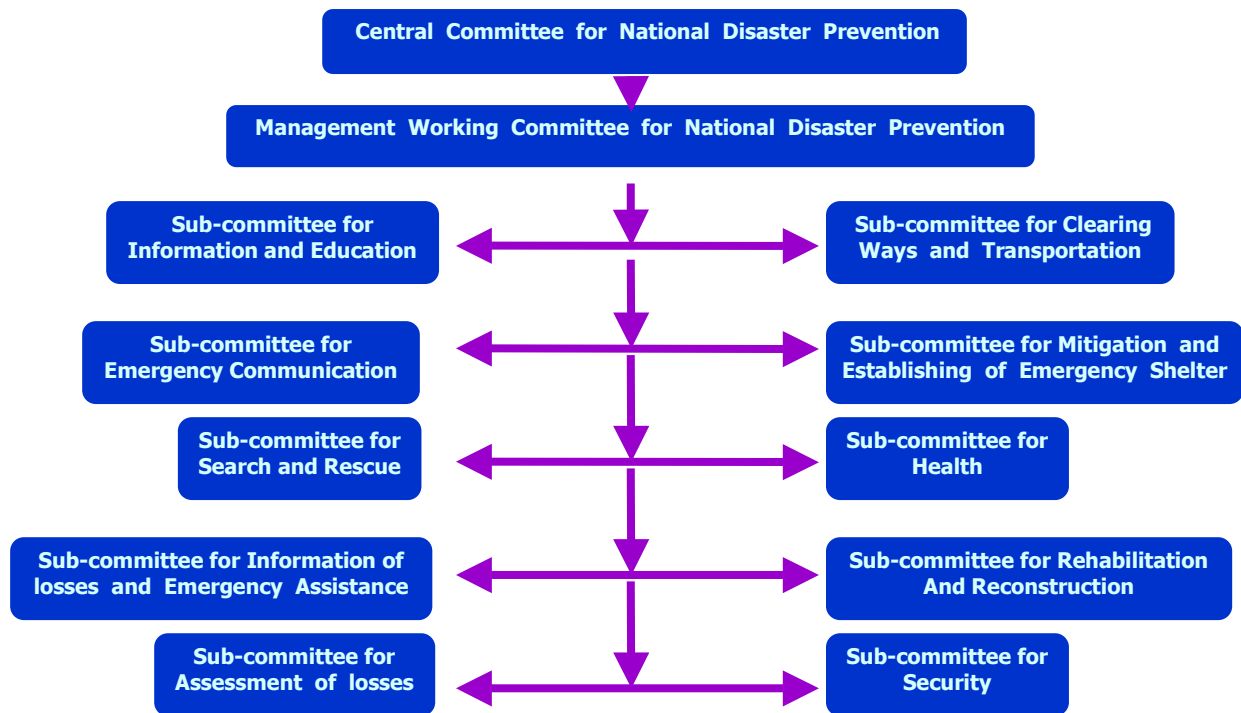 Central Committee for National Disaster Prevention
Management Working Committee for National Disaster Prevention
Sub-committee for
Information and Education
Sub-committee for Clearing
Ways and Transportation
Sub-committee for
Emergency Communication
Sub-committee for Mitigation and
Establishing of Emergency Shelter
Sub-committee for
Search and Rescue
Sub-committee for
Health
Sub-committee for Information of
losses and Emergency Assistance
Sub-committee for Rehabilitation
And Reconstruction
Sub-committee for
Assessment of losses
Sub-committee for
Security